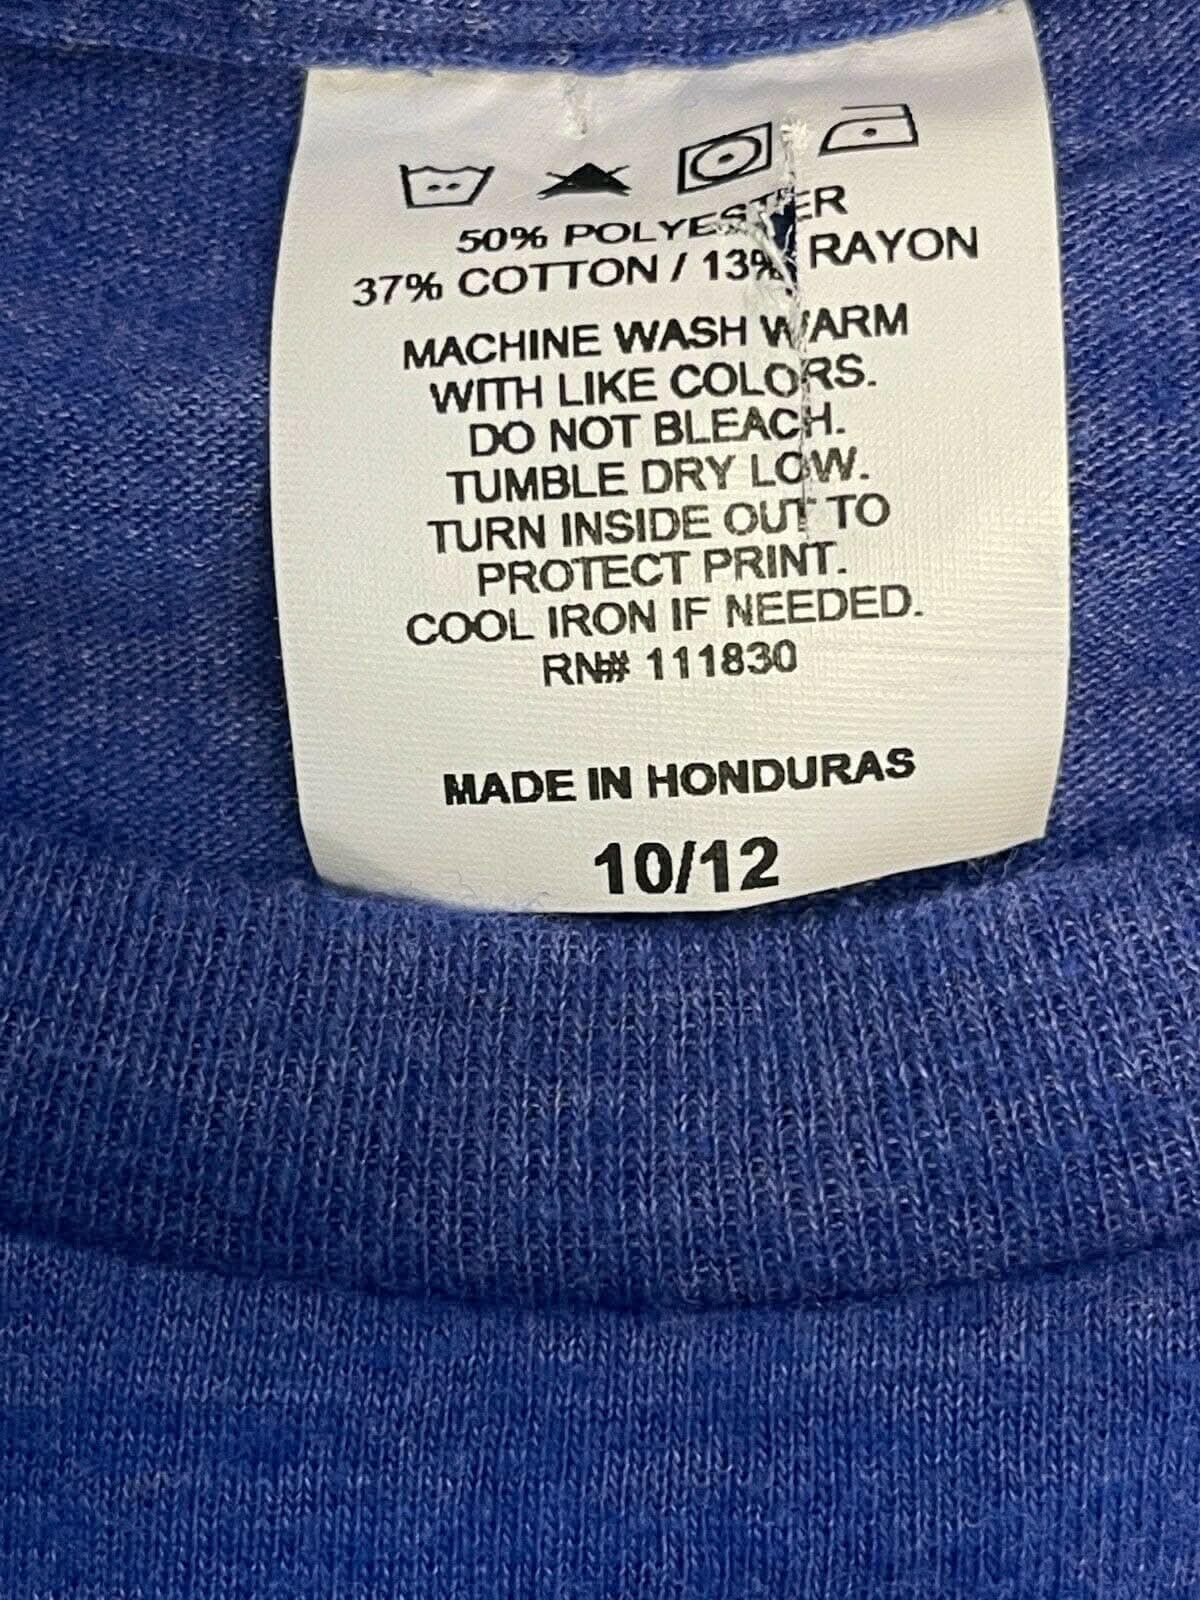 50% POLYESTER
37% COTTON / 13% RAYON
MACHINE WASH WARM
WITH LIKE COLORS.
DO NOT BLEACH.
TUMBLE DRY LOW.
TURN INSIDE OUT TO
PROTECT PRINT.
COOL IRON IF NEEDED.
RN# 111830
MADE IN HONDURAS
10/12